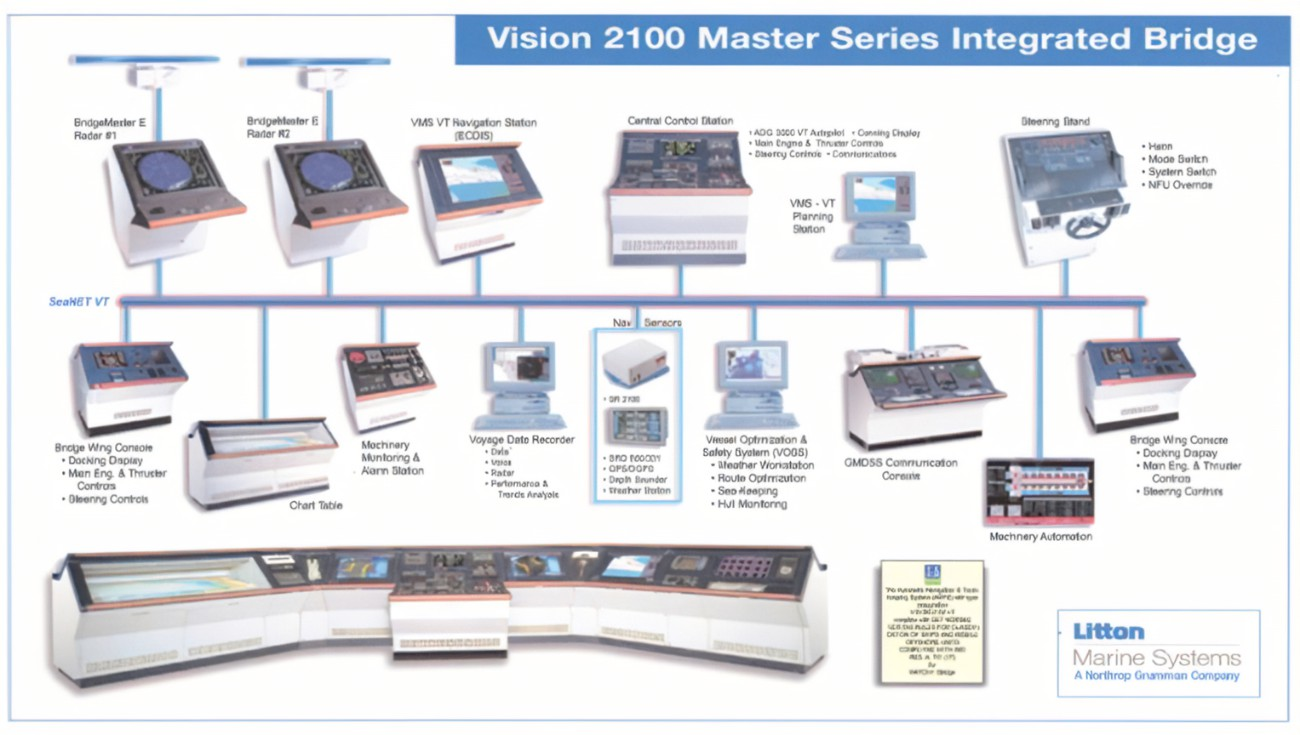 Vision 2100 Master Series Integrated Bridge
BridgeMaster E
Radar #1
BridgeMaster E
Radar #2
VMS VT Navigation Station
(ECDIS)
Central Control Station
• ADG 3000 VT Autopilot • Conning Display
• Main Engine & Thruster Controls
• Steering Controls • Communications
VMS - VT
Planning
Station
Steering Stand
• Helm
• Mode Switch
• System Switch
• NFU Override
SeaNET VT
Bridge Wing Console
• Docking Display
• Main Eng. & Thruster
Controls
• Steering Controls
Chart Table
Machinery
Monitoring &
Alarm Station
Voyage Data Recorder
• Data
• Voice
• Radar
• Performance &
Trends Analysis
Nav Sensors
• SR 2100
• GPS/DGPS
• Depth Sounder
• Weather Station
Vessel Optimization &
Safety System (VOSS)
• Weather Workstation
• Route Optimization
• Sea Keeping
• Hull Monitoring
GMDSS Communication
Console
Machinery Automation
Bridge Wing Console
• Docking Display
• Main Eng. & Thruster
Controls
• Steering Controls
Litton
Marine Systems
A Northrop Grumman Company